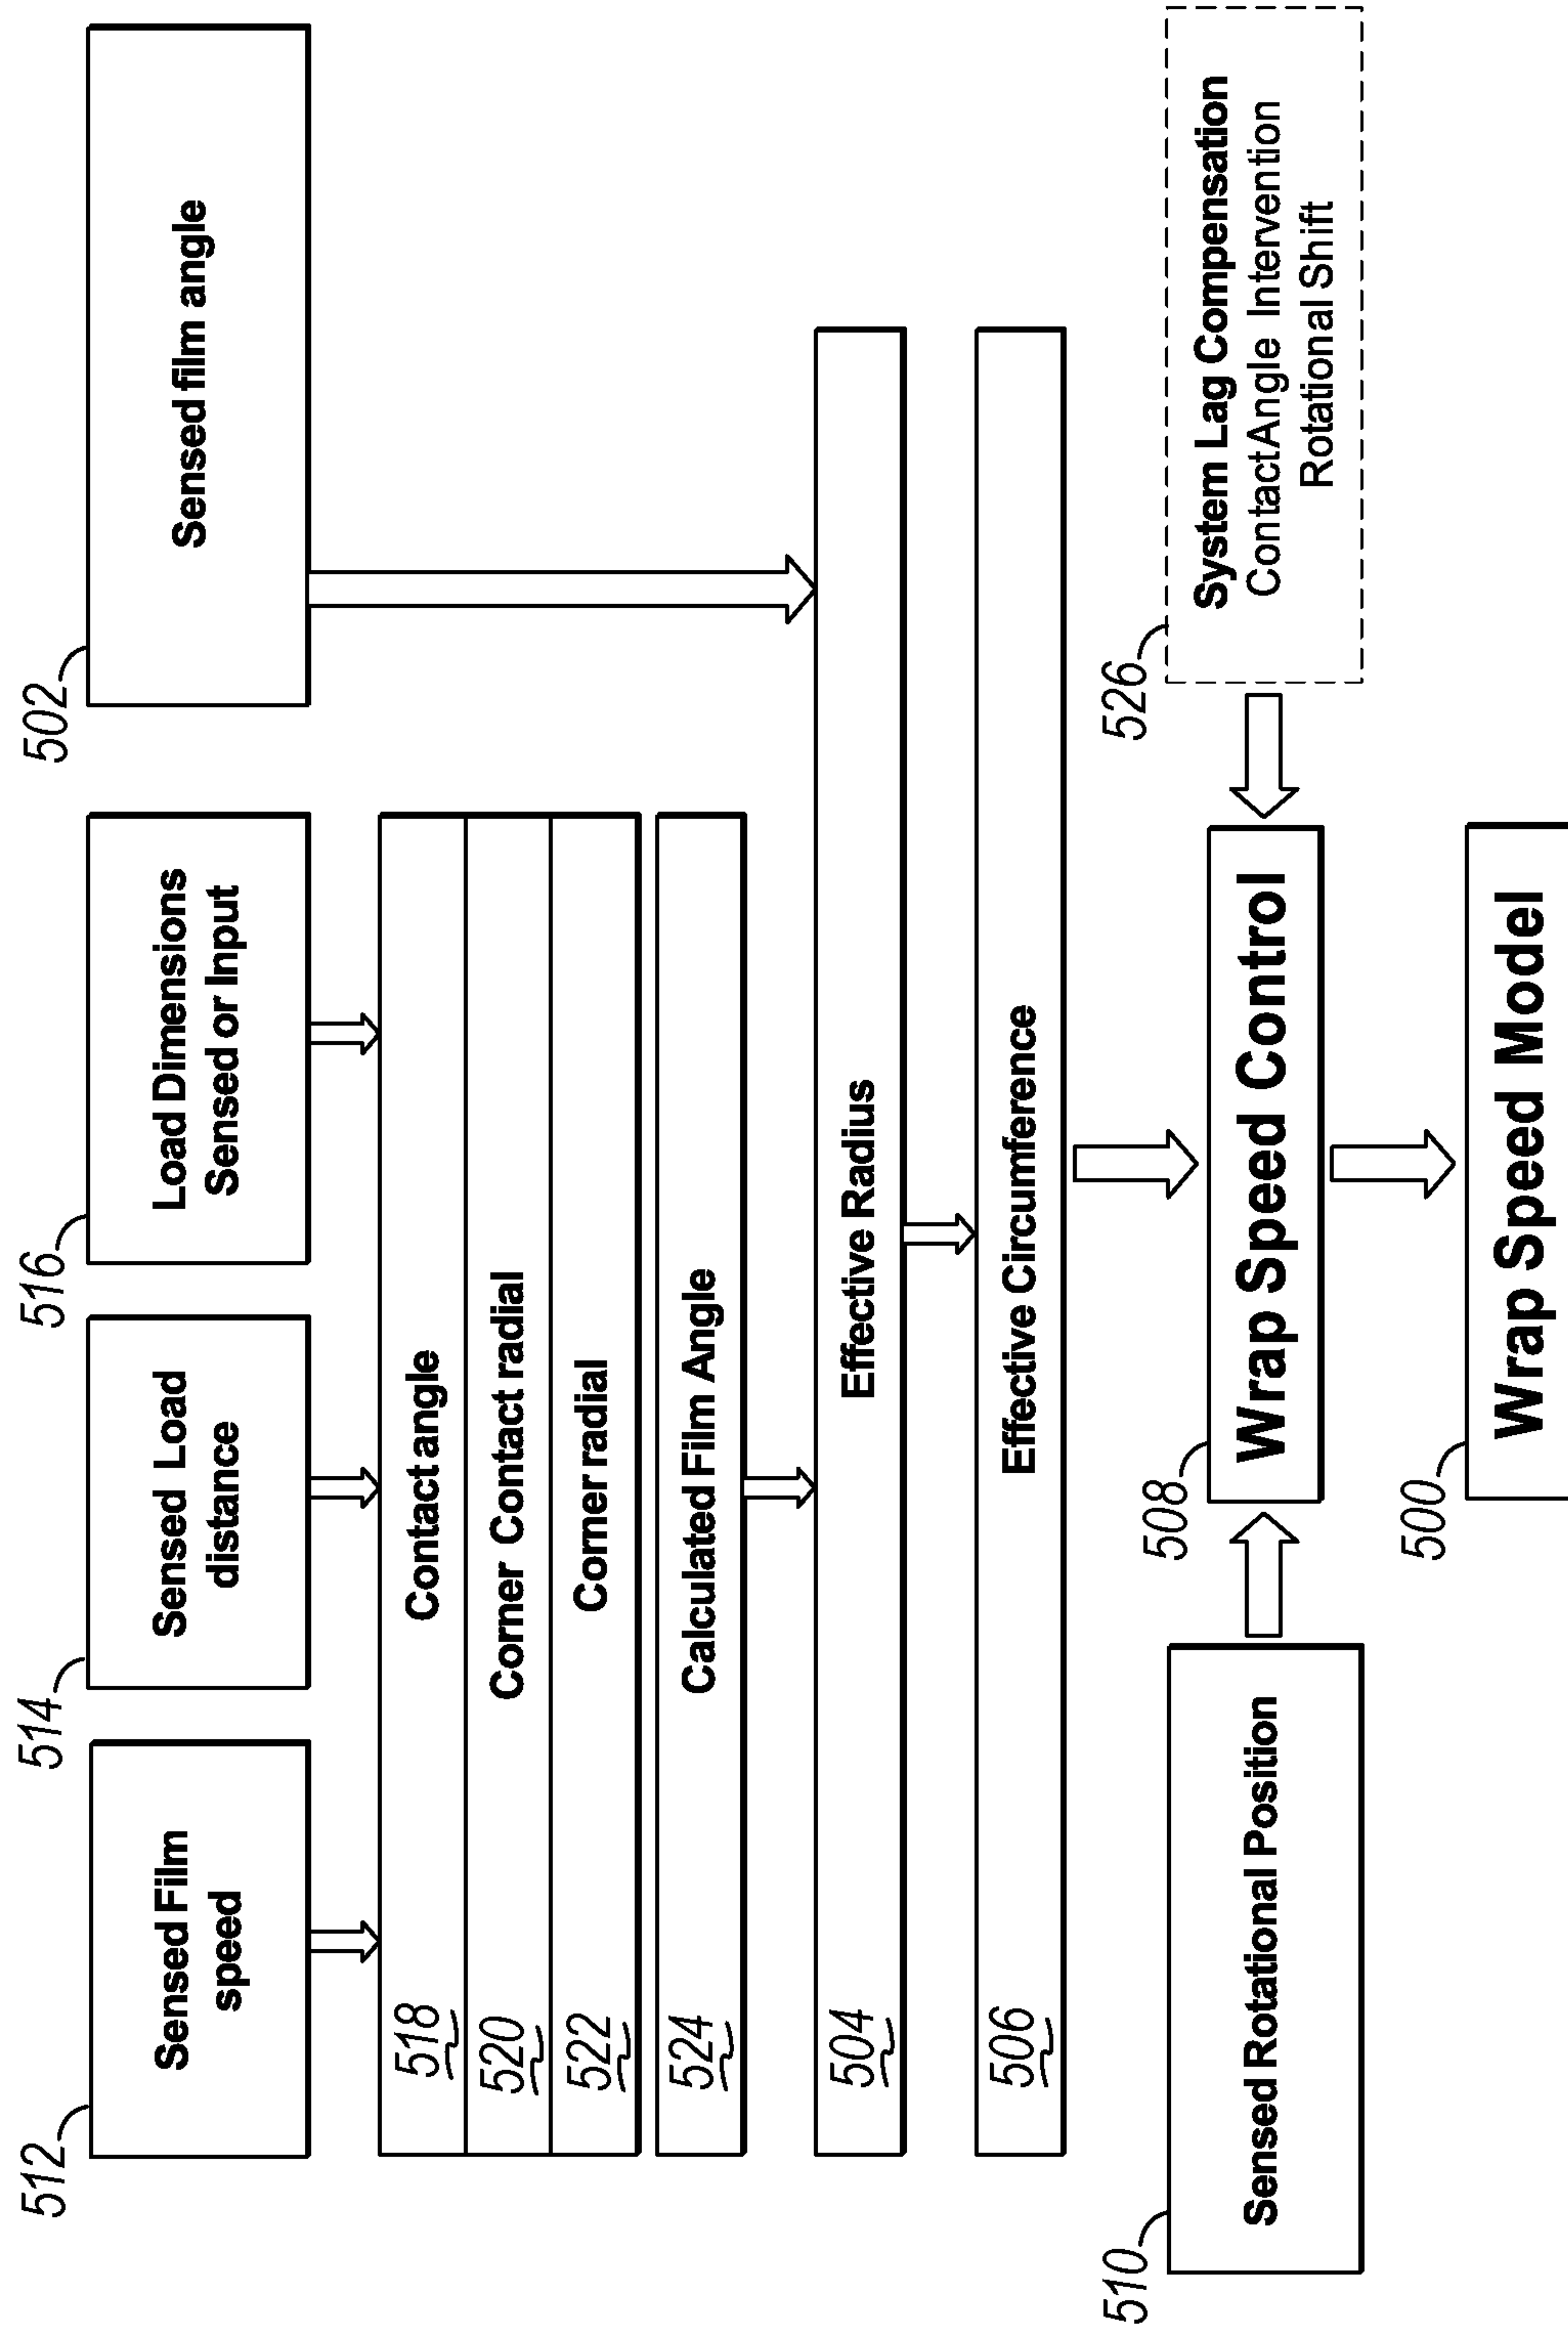 512
Sensed Film
speed
514
Sensed Load
distance
516
Load Dimensions
Sensed or Input
502
Sensed film angle
518
Contact angle
520
Corner Contact radial
522
Corner radial
524
Calculated Film Angle
504
Effective Radius
506
Effective Circumference
510
Sensed Rotational Position
508
Wrap Speed Control
526
System Lag Compensation
Contact Angle Intervention
Rotational Shift
500
Wrap Speed Model